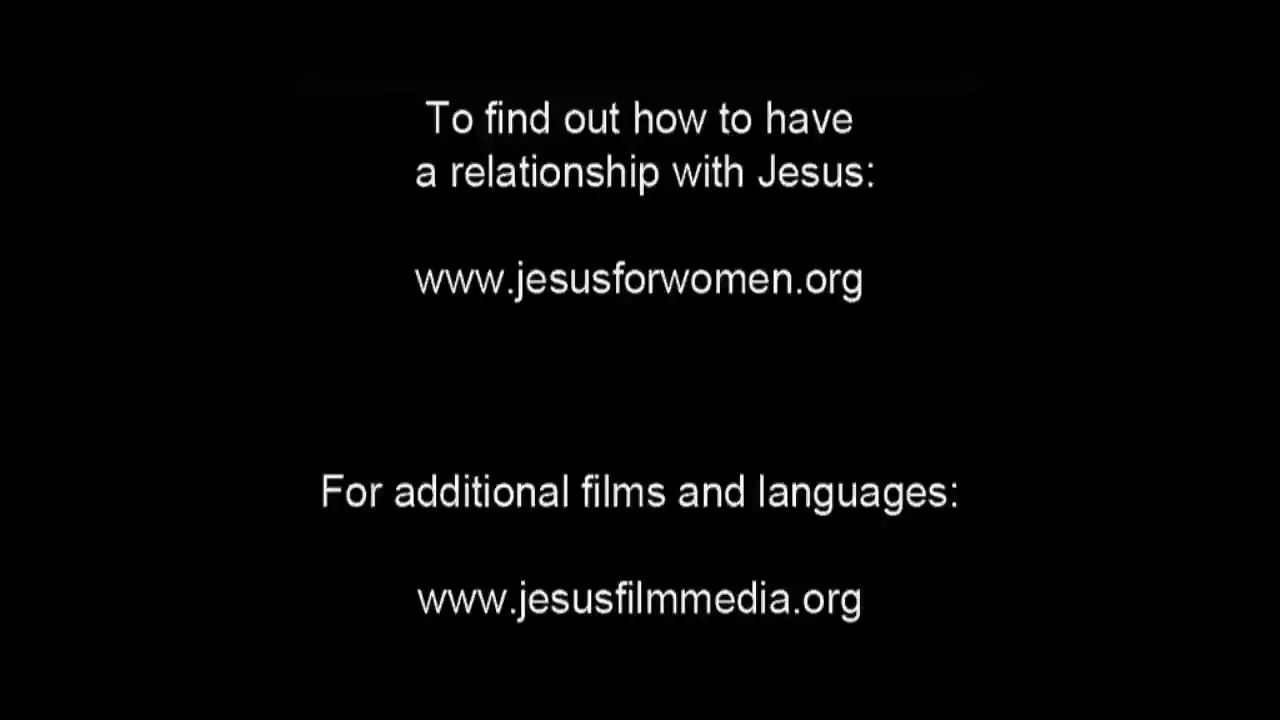 To find out how to have
a relationship with Jesus:
www.jesusforwomen.org
For additional films and languages:
www.jesusfilmmedia.org